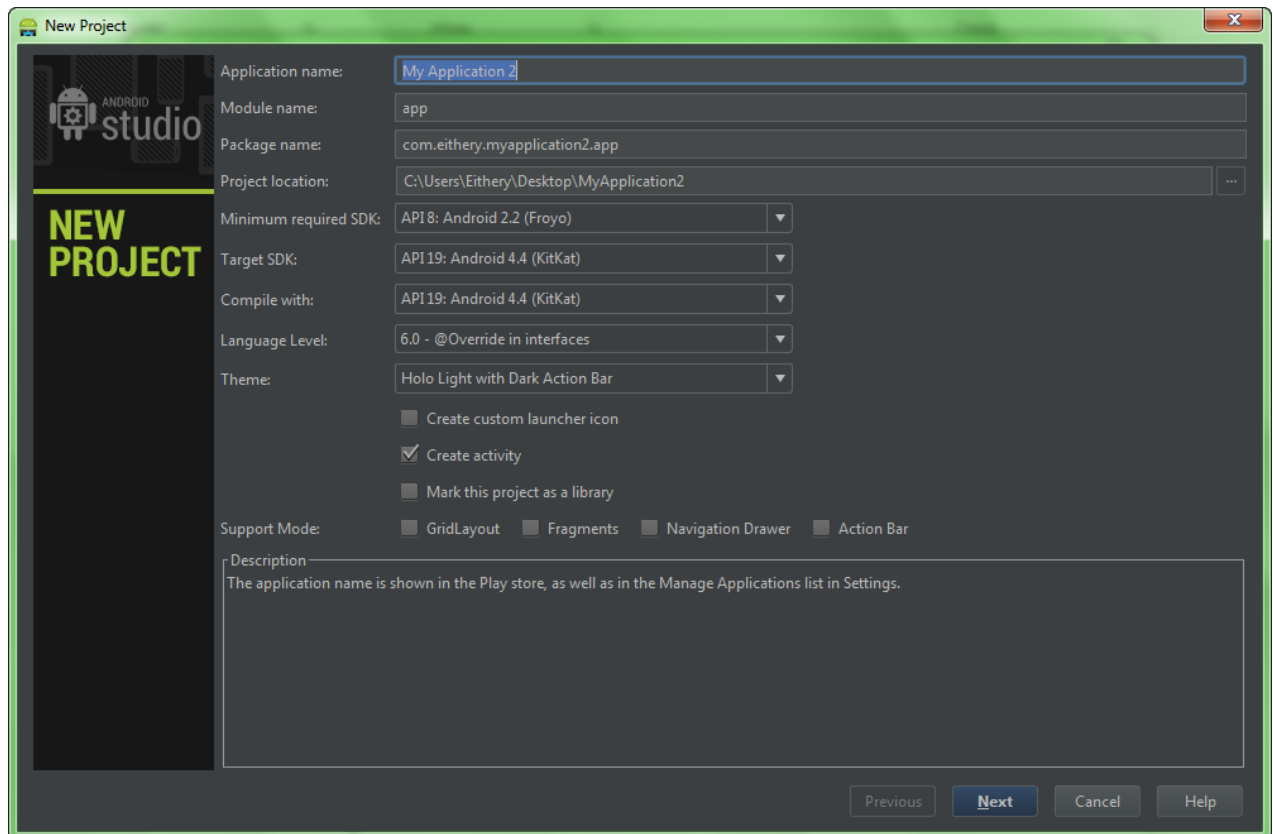 New Project
ANDROID
studio
NEW
PROJECT
Application name: My Application 2
Module name: app
Package name: com.eithery.myapplication2.app
Project location: C:\Users\Eithery\Desktop\MyApplication2 ...
Minimum required SDK: API 8: Android 2.2 (Froyo)
Target SDK: API 19: Android 4.4 (KitKat)
Compile with: API 19: Android 4.4 (KitKat)
Language Level: 6.0 - @Override in interfaces
Theme: Holo Light with Dark Action Bar
Create custom launcher icon
Create activity
Mark this project as a library
Support Mode: GridLayout Fragments Navigation Drawer Action Bar
Description
The application name is shown in the Play store, as well as in the Manage Applications list in Settings.
Previous Next Cancel Help